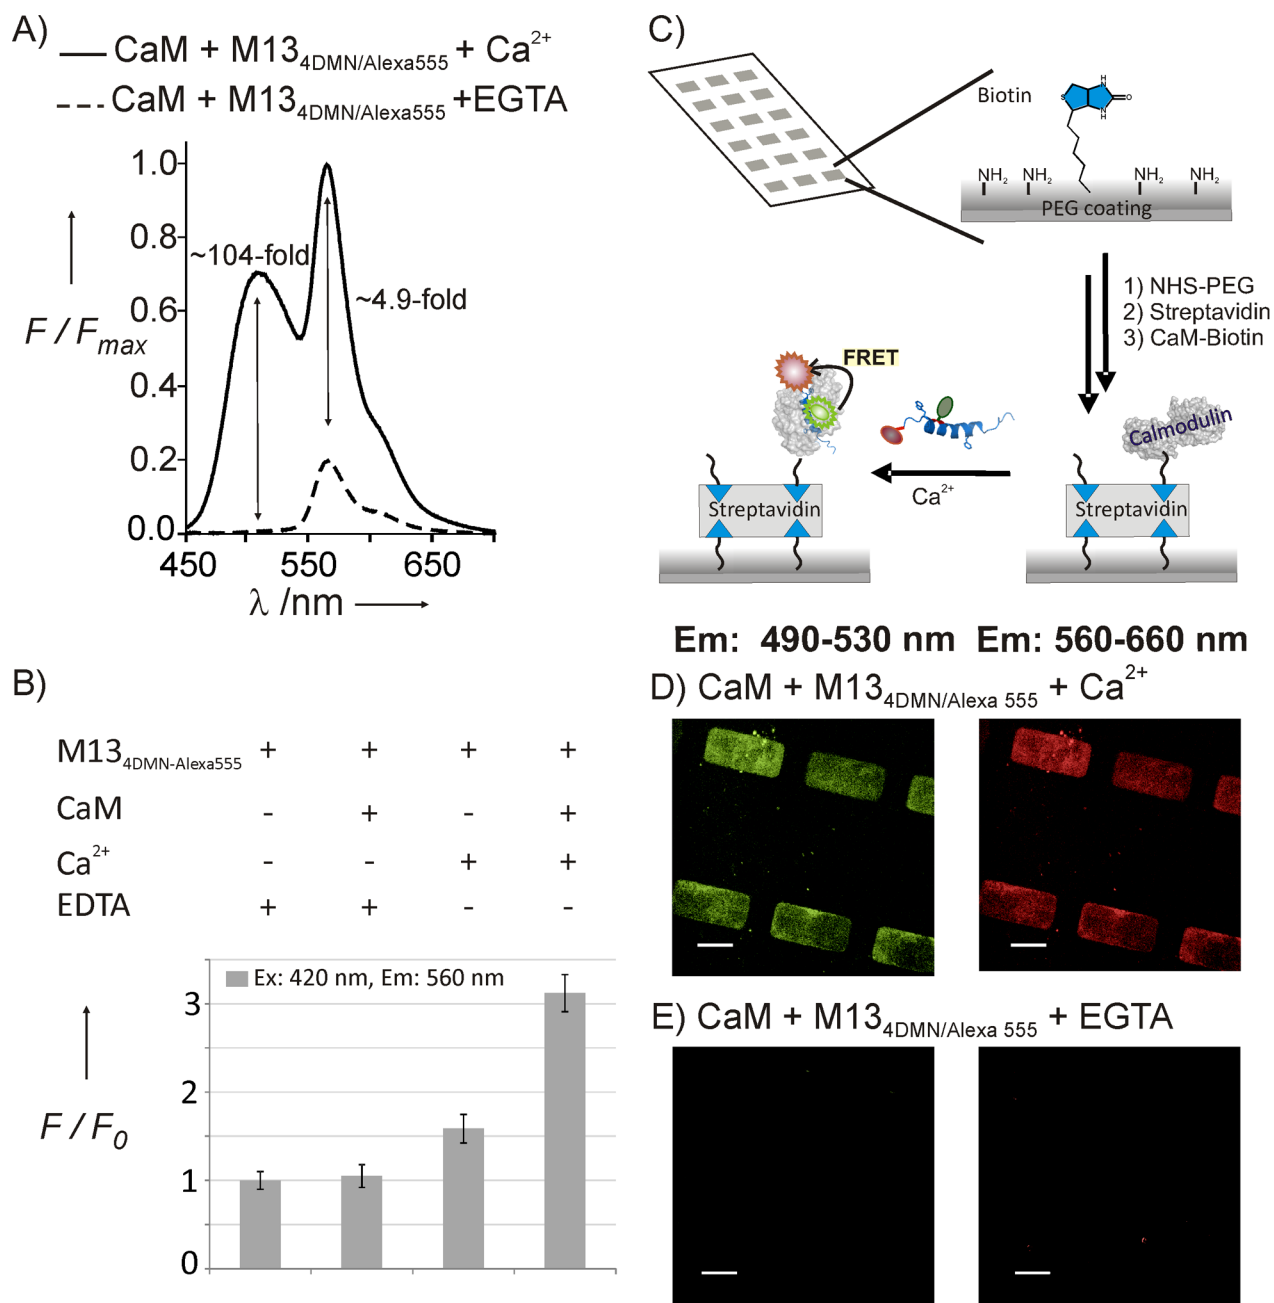 A)
CaM + M13 4DMN/Alexa555 + Ca2+
CaM + M13 4DMN/Alexa555 +EGTA
1.0
0.8
0.6
0.4
0.2
0.0
F / Fmax
~104-fold
~4.9-fold
450 550 650
λ /nm
B)
M13 4DMN-Alexa555 + + + +
CaM - + - +
Ca2+ - - + +
EDTA + + - -
Ex: 420 nm, Em: 560 nm
3
2
1
0
F / F0
C)
Biotin
H
N
S
O
N
H
NH2 NH2 NH2 NH2
PEG coating
1) NHS-PEG
2) Streptavidin
3) CaM-Biotin
FRET
Calmodulin
Ca2+
Streptavidin
Streptavidin
Em: 490-530 nm Em: 560-660 nm
D) CaM + M13 4DMN/Alexa 555 + Ca2+
E) CaM + M13 4DMN/Alexa 555 + EGTA